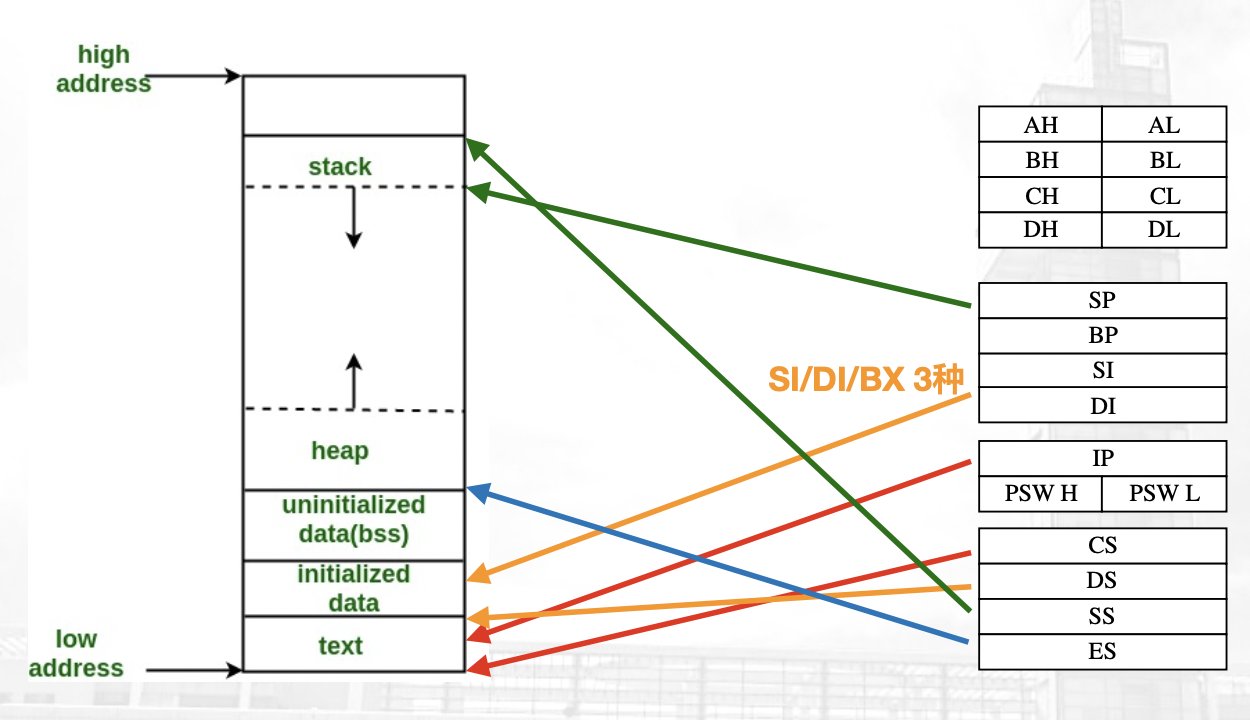 high
address
stack
heap
uninitialized
data(bss)
initialized
data
text
low
address
SI/DI/BX 3种
AH AL
BH BL
CH CL
DH DL
SP
BP
SI
DI
IP
PSW H PSW L
CS
DS
SS
ES